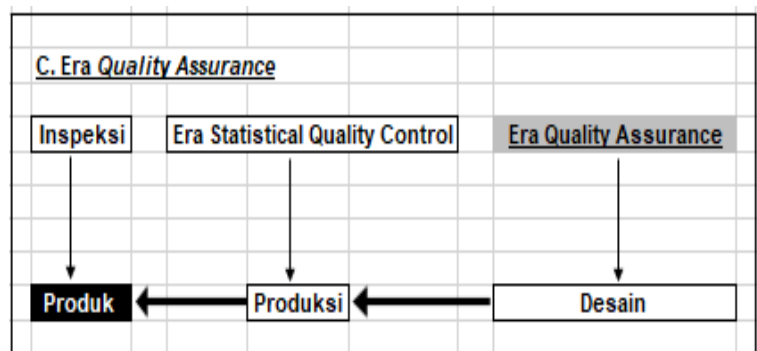 C. Era Quality Assurance
Inspeksi Era Statistical Quality Control Era Quality Assurance
Produk Produksi Desain